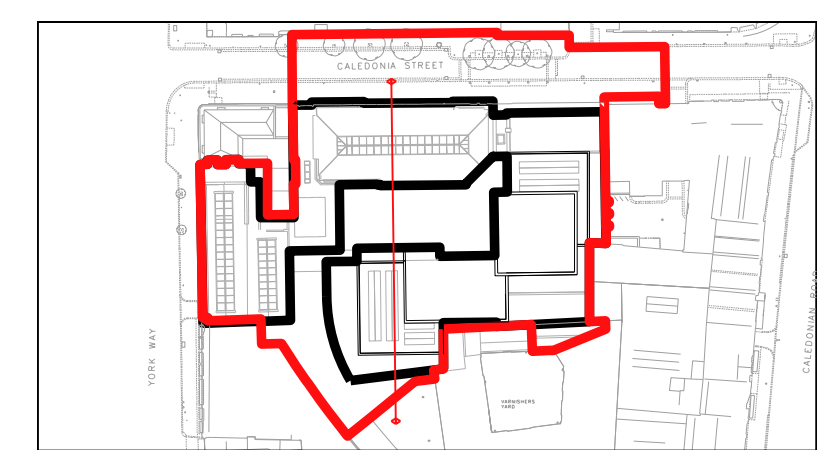 CALEDONIA STREET
YORK WAY
CALEDONIAN ROAD
VARNISHERS
YARD